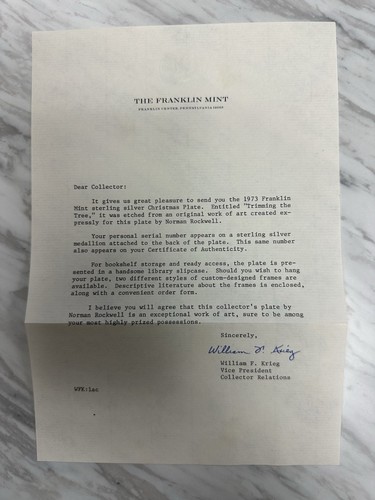 THE FRANKLIN MINT
FRANKLIN CENTER, PENNSYLVANIA 19063
Dear Collector:
It gives us great pleasure to send you the 1973 Franklin
Mint sterling silver Christmas Plate. Entitled "Trimming the
Tree," it was etched from an original work of art created ex-
pressly for this plate by Norman Rockwell.
Your personal serial number appears on a sterling silver
medallion attached to the back of the plate. This same number
also appears on your Certificate of Authenticity.
For bookshelf storage and ready access, the plate is pre-
sented in a handsome library slipcase. Should you wish to hang
your plate, two different styles of custom-designed frames are
available. Descriptive literature about the frames is enclosed,
along with a convenient order form.
I believe you will agree that this collector's plate by
Norman Rockwell is an exceptional work of art, sure to be among
your most highly prized possessions.
Sincerely,
William F. Krieg
William F. Krieg
Vice President
Collector Relations
WFK:lac